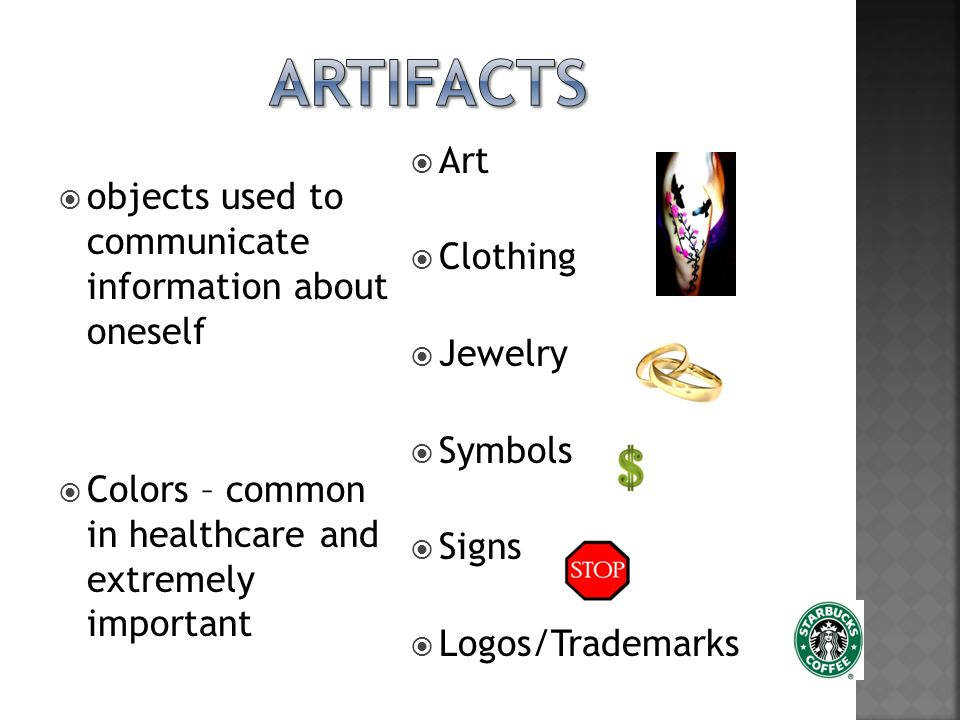 ARTIFACTS
objects used to
communicate
information about
oneself
Colors – common
in healthcare and
extremely
important
Art
Clothing
Jewelry
Symbols
$
Signs
STOP
Logos/Trademarks
STARBUCKS
COFFEE